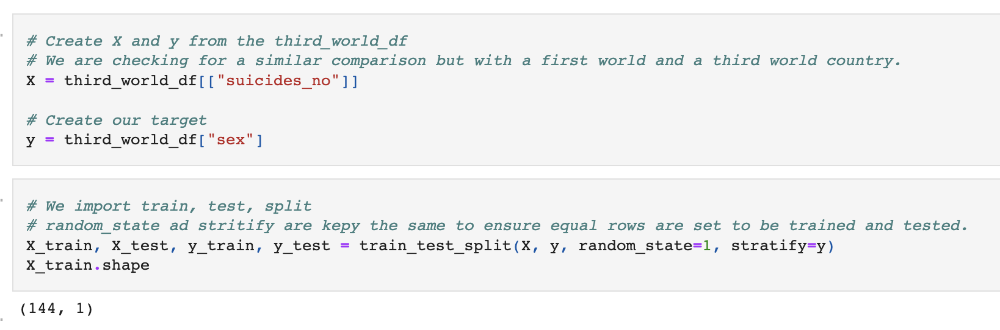 # Create X and y from the third_world_df
# We are checking for a similar comparison but with a first world and a third world country.
X = third_world_df[["suicides_no"]]
# Create our target
y = third_world_df["sex"]
# We import train, test, split
# random_state ad stritify are kepy the same to ensure equal rows are set to be trained and tested.
X_train, X_test, y_train, y_test = train_test_split(X, y, random_state=1, stratify=y)
X_train.shape
(144, 1)